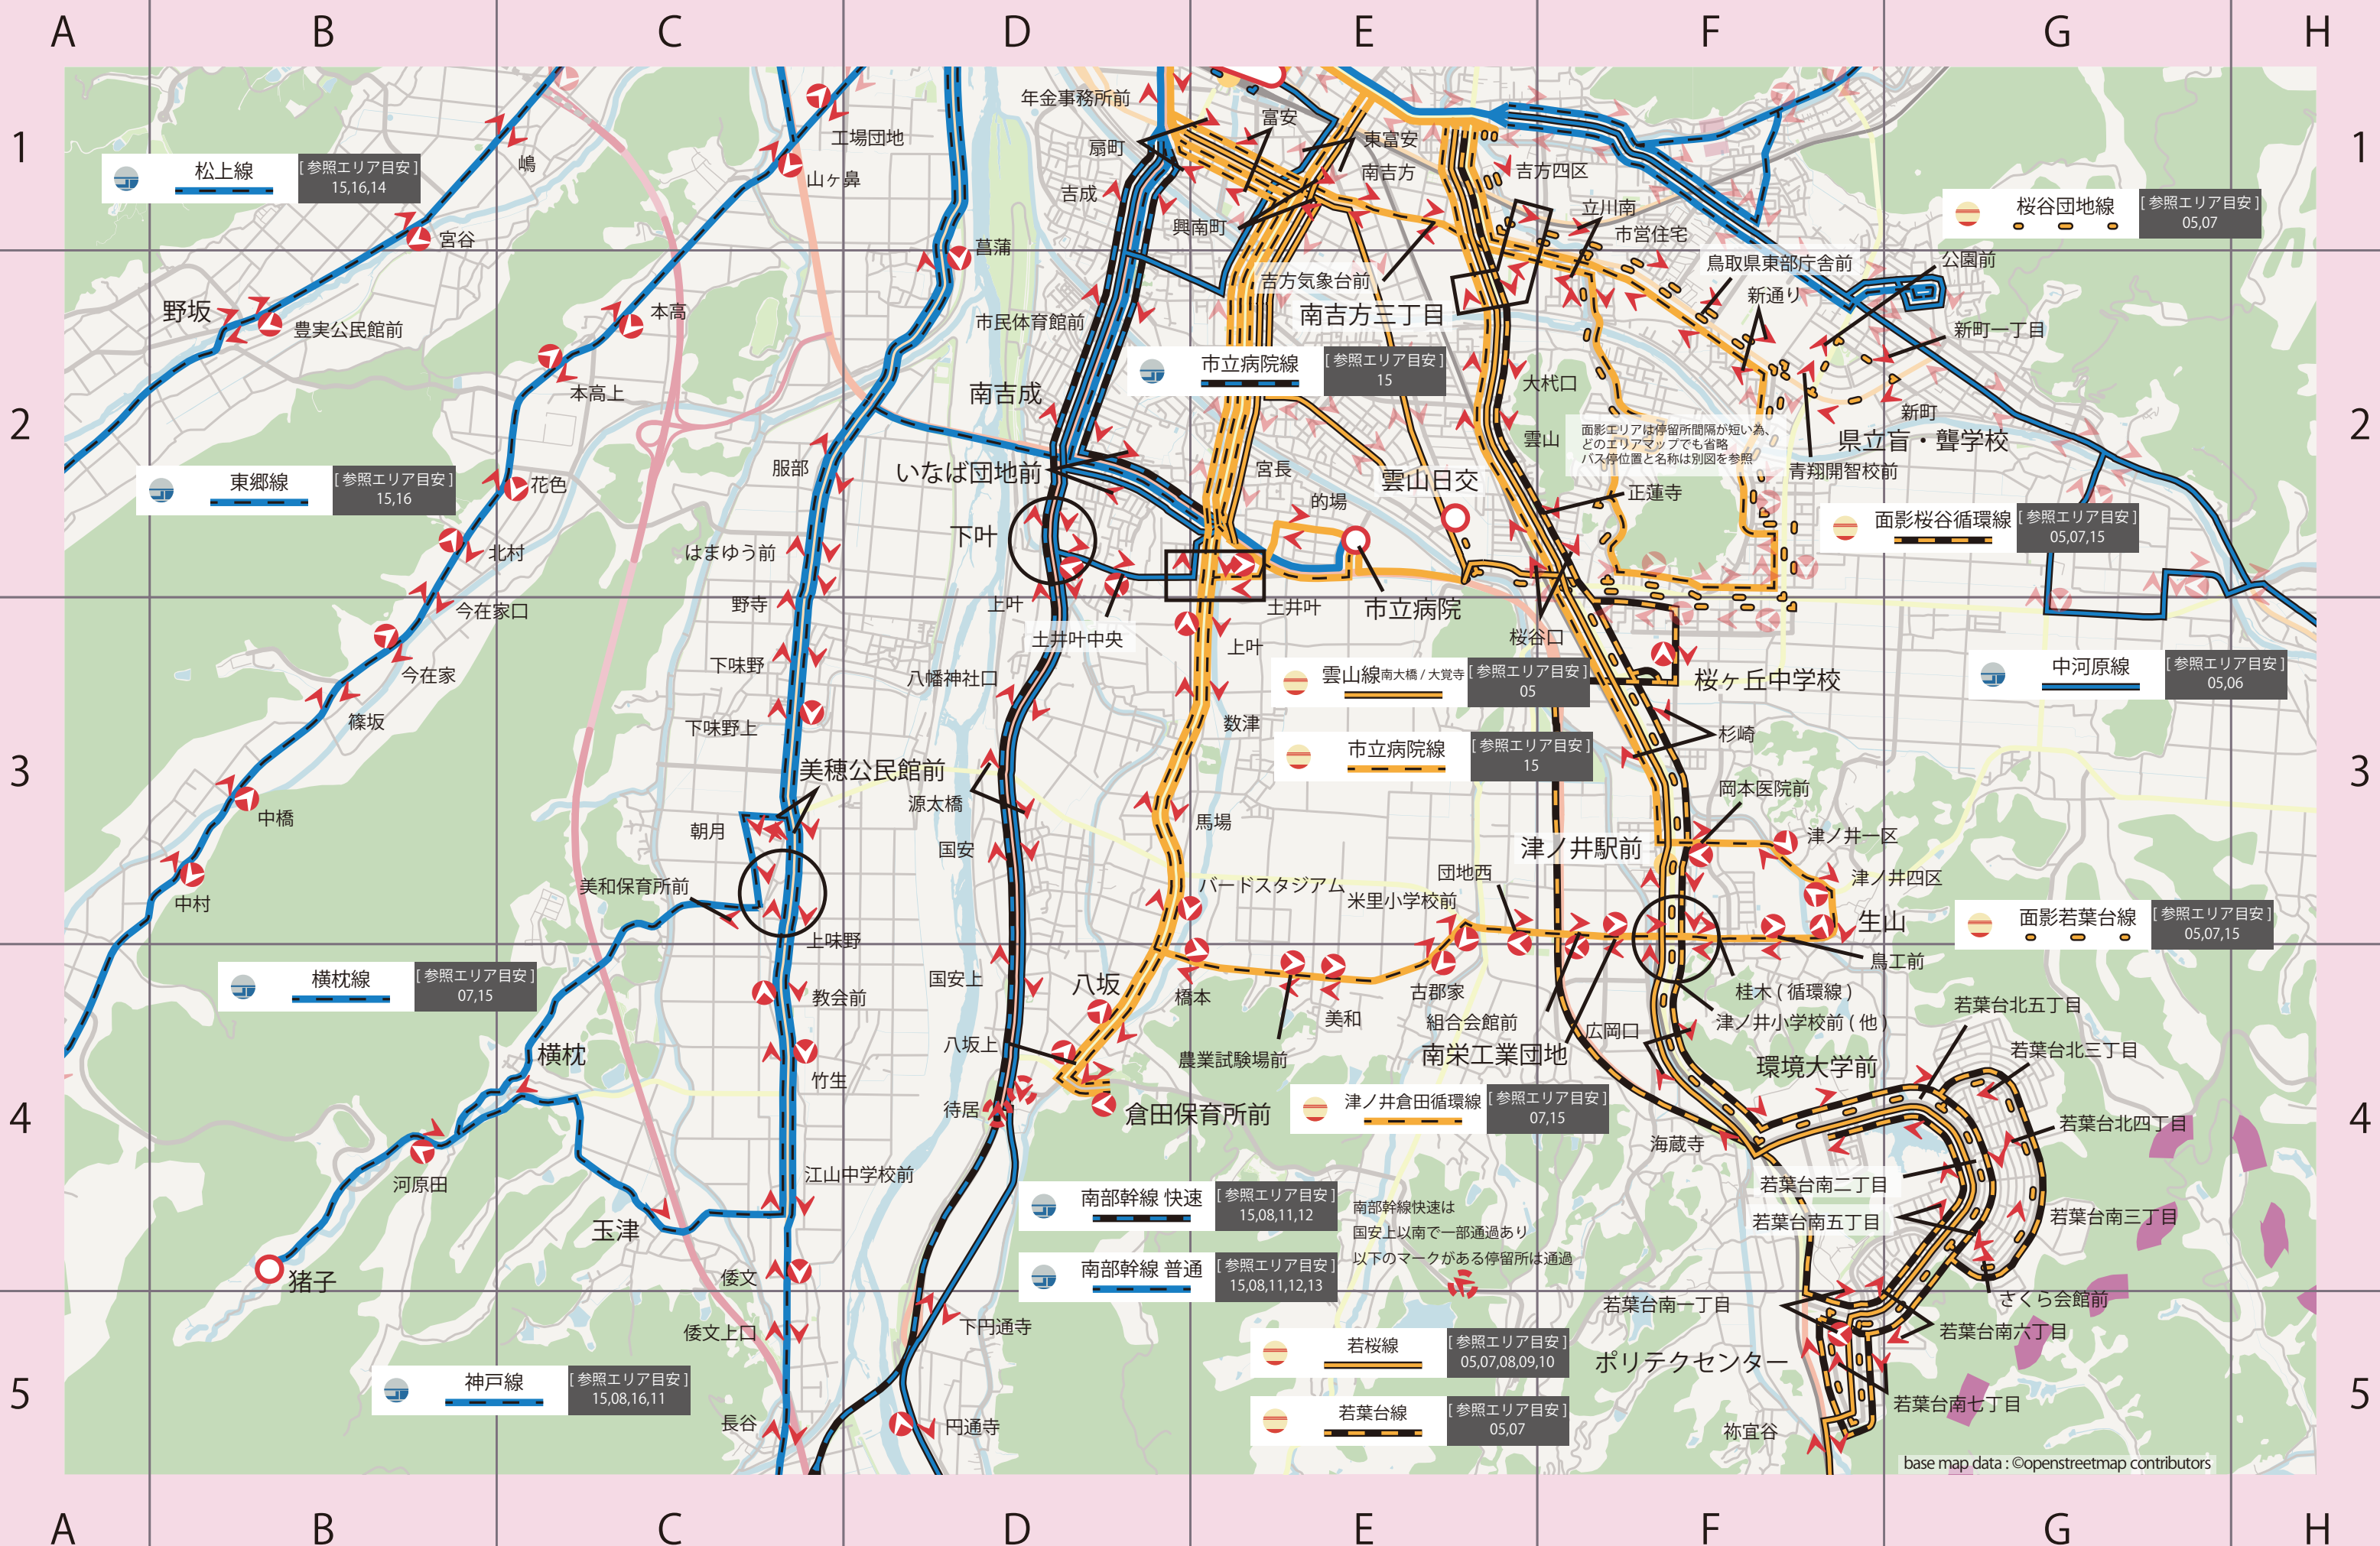 A B C D E F G H
1
2
3
4
5
1
2
3
4
5
松上線
[ 参照エリア目安 ]
15,16,14
嶋
宮谷
野坂
豊実公民館前
工場団地
山ヶ鼻
本高
本高上
花色
北村
今在家口
今在家
篠坂
中橋
中村
東郷線
[ 参照エリア目安 ]
15,16
年金事務所前
扇町
吉成
富安
東富安
南吉方
興南町
吉方四区
立川南
市営住宅
菖蒲
吉方気象台前
南吉方三丁目
鳥取県東部庁舎前
新通り
公園前
新町一丁目
新町
桜谷団地線
[ 参照エリア目安 ]
05,07
市民体育館前
市立病院線
[ 参照エリア目安 ]
15
南吉成
いなば団地前
下叶
大杙口
雲山
面影エリアは停留所間隔が短い為、
どのエリアマップでも省略
バス停位置と名称は別図を参照
県立盲・聾学校
青翔開智校前
服部
宮長
的場
雲山日交
正蓮寺
面影桜谷循環線
[ 参照エリア目安 ]
05,07,15
はまゆう前
野寺
上叶
土井叶中央
土井叶
市立病院
上叶
桜谷口
下味野
八幡神社口
下味野上
数津
雲山線南大橋 / 大覚寺
[ 参照エリア目安 ]
05
桜ヶ丘中学校
中河原線
[ 参照エリア目安 ]
05,06
市立病院線
[ 参照エリア目安 ]
15
杉崎
美穂公民館前
源太橋
朝月
国安
馬場
岡本医院前
津ノ井駅前
津ノ井一区
津ノ井四区
美和保育所前
バードスタジアム
米里小学校前
団地西
生山
面影若葉台線
[ 参照エリア目安 ]
05,07,15
上味野
鳥工前
横枕線
[ 参照エリア目安 ]
07,15
教会前
国安上
八坂
橋本
美和
古郡家
組合会館前
広岡口
桂木 ( 循環線 )
津ノ井小学校前 ( 他 )
若葉台北五丁目
横枕
竹生
八坂上
農業試験場前
南栄工業団地
環境大学前
若葉台北三丁目
待居
倉田保育所前
津ノ井倉田循環線
[ 参照エリア目安 ]
07,15
海蔵寺
若葉台北四丁目
河原田
江山中学校前
玉津
若葉台南二丁目
若葉台南五丁目
若葉台南三丁目
南部幹線 快速
[ 参照エリア目安 ]
15,08,11,12
南部幹線快速は
国安上以南で一部通過あり
以下のマークがある停留所は通過
南部幹線 普通
[ 参照エリア目安 ]
15,08,11,12,13
猪子
倭文
倭文上口
下円通寺
若葉台南一丁目
さくら会館前
若葉台南六丁目
若桜線
[ 参照エリア目安 ]
05,07,08,09,10
ポリテクセンター
神戸線
[ 参照エリア目安 ]
15,08,16,11
若葉台線
[ 参照エリア目安 ]
05,07
若葉台南七丁目
長谷
円通寺
祢宜谷
base map data : ©openstreetmap contributors
A B C D E F G H